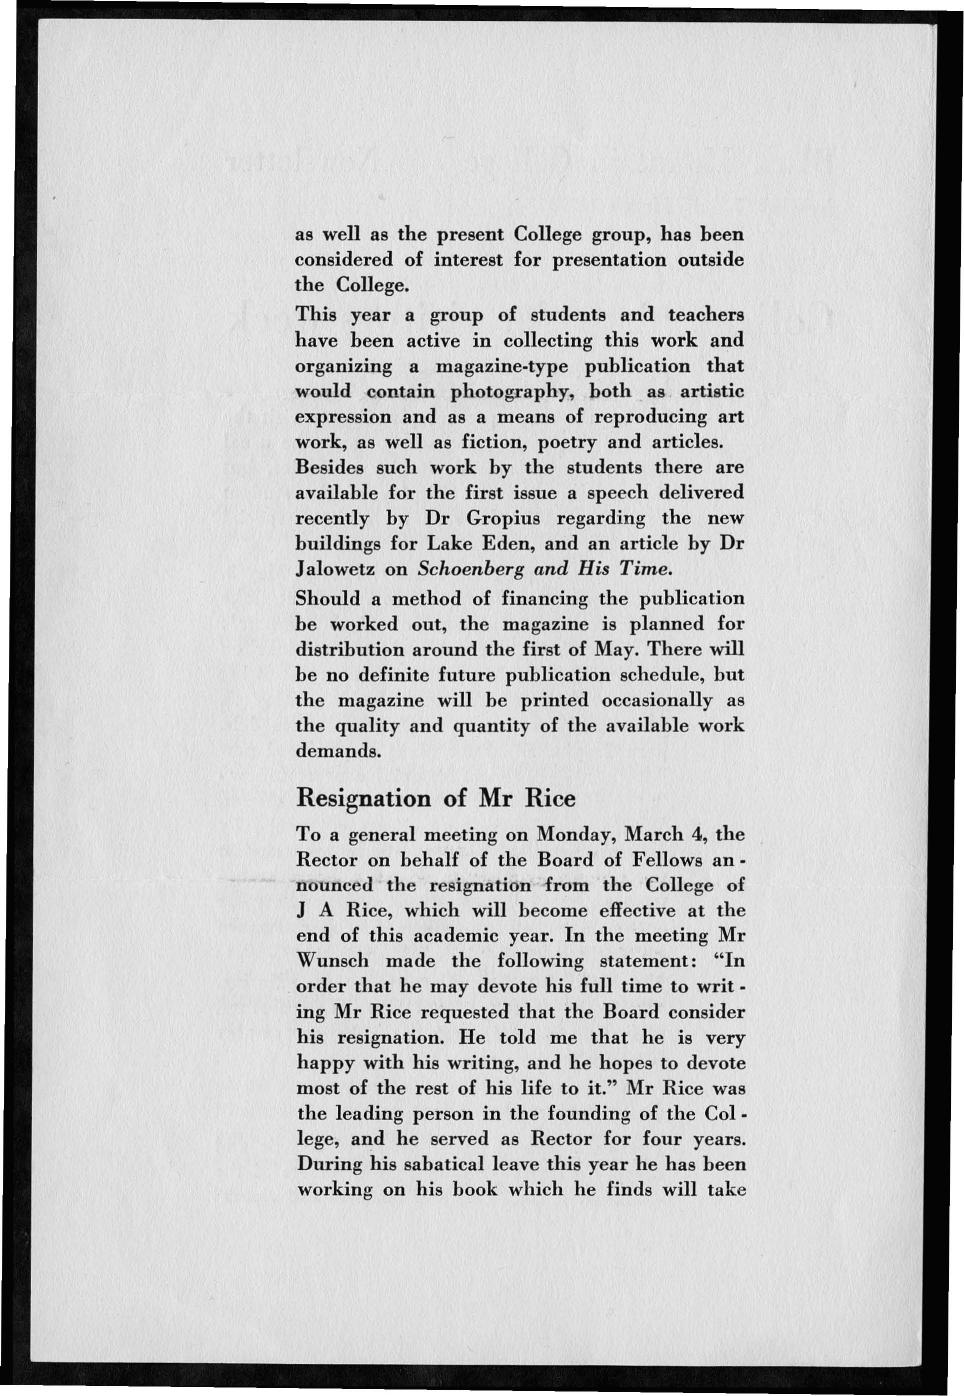 as well as the present College group, has been
considered of interest for presentation outside
the College.
This year a group of students and teachers
have been active in collecting this work and
organizing a magazine-type publication that
would contain photography, both as artistic
expression and as a means of reproducing art
work, as well as fiction, poetry and articles.
Besides such work by the students there are
available for the first issue a speech delivered
recently by Dr Gropius regarding the new
buildings for Lake Eden, and an article by Dr
Jalowetz on Schoenberg and His Time.
Should a method of financing the publication
be worked out, the magazine is planned for
distribution around the first of May. There will
be no definite future publication schedule, but
the magazine will be printed occasionally as
the quality and quantity of the available work
demands.
Resignation of Mr Rice
To a general meeting on Monday, March 4, the
Rector on behalf of the Board of Fellows an-
nounced the resignation from the College of
J A Rice, which will become effective at the
end of this academic year. In the meeting Mr
Wunsch made the following statement: “In
order that he may devote his full time to writ-
ing Mr Rice requested that the Board consider
his resignation. He told me that he is very
happy with his writing, and he hopes to devote
most of the rest of his life to it.” Mr Rice was
the leading person in the founding of the Col-
lege, and he served as Rector for four years.
During his sabatical leave this year he has been
working on his book which he finds will take